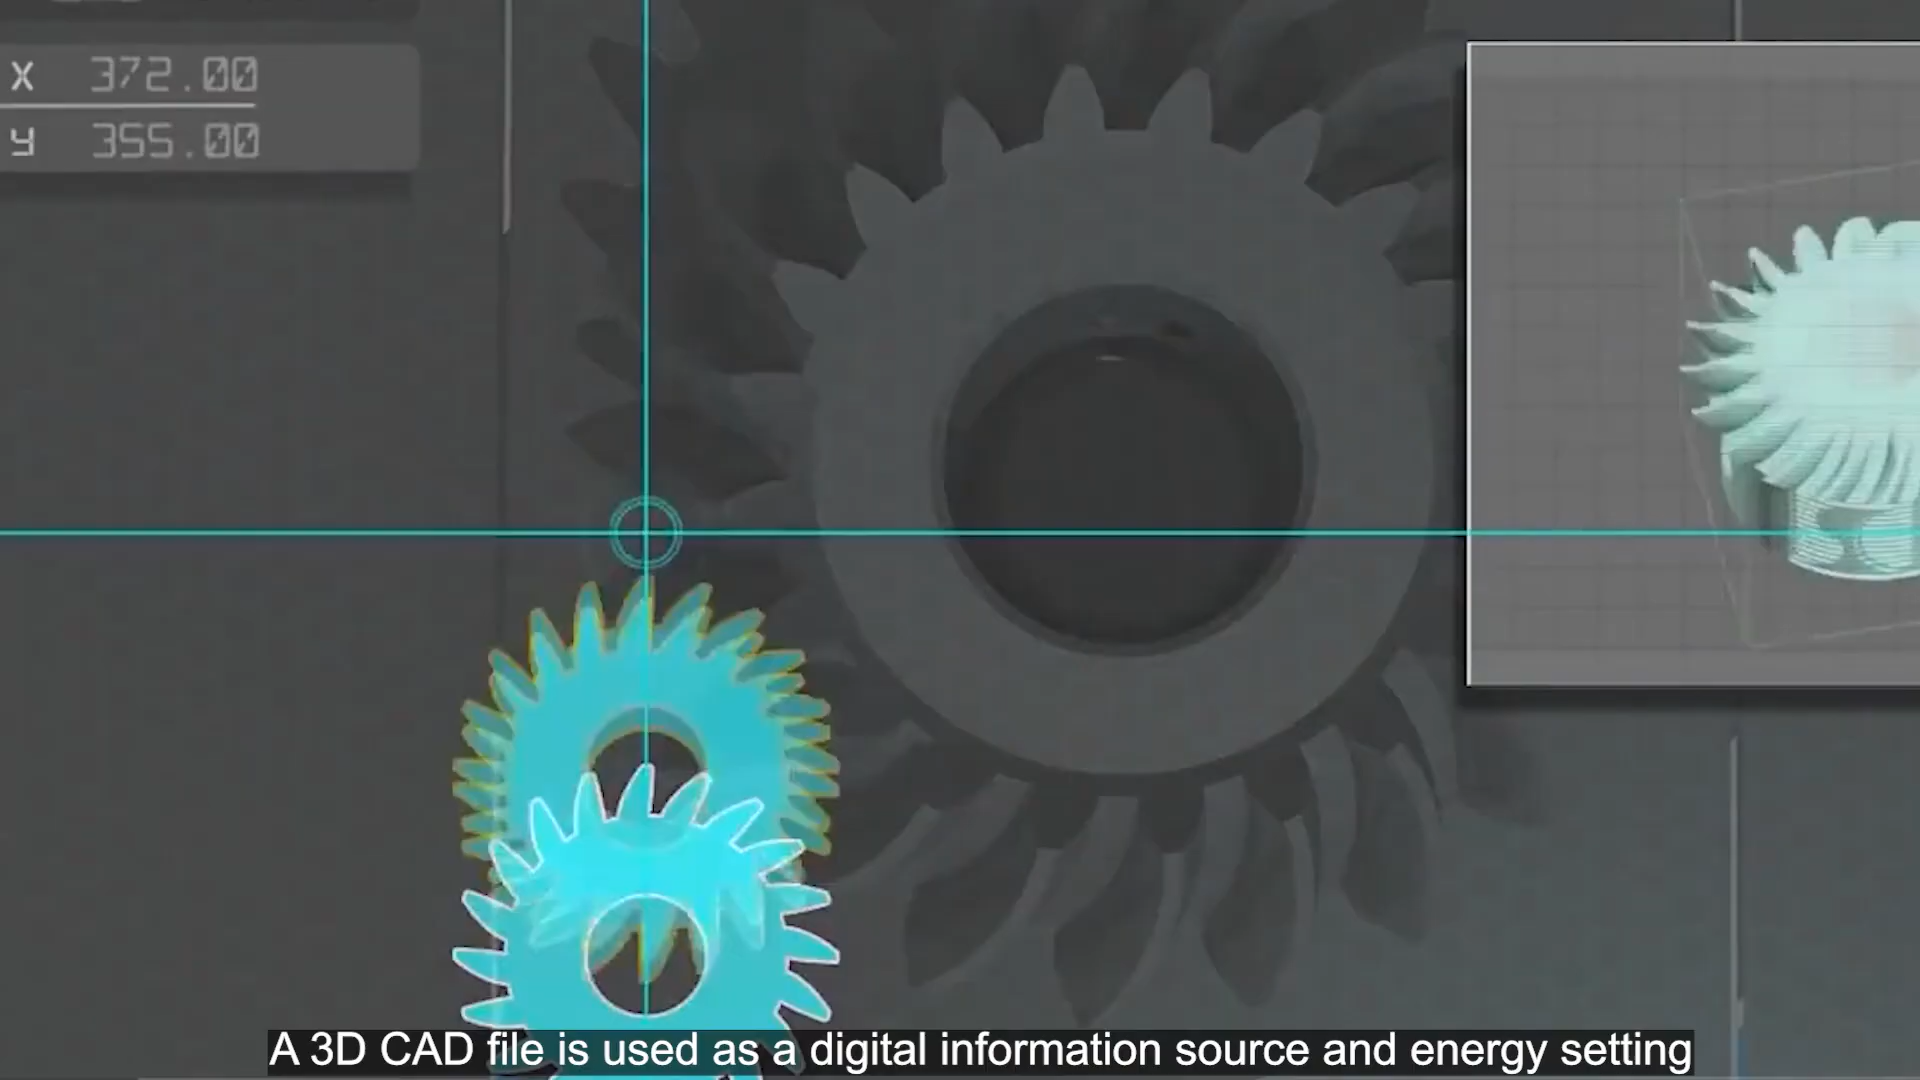 X 372.00
Y 355.00
A 3D CAD file is used as a digital information source and energy setting